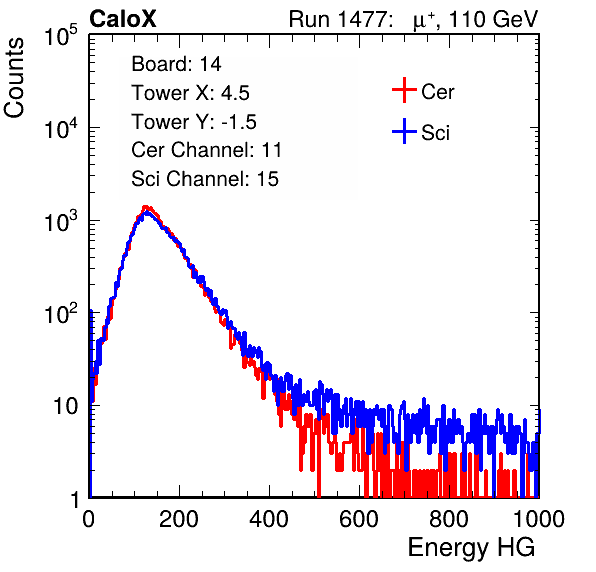 CaloX Run 1477: μ⁺, 110 GeV
Board: 14
Tower X: 4.5
Tower Y: -1.5
Cer Channel: 11
Sci Channel: 15
Cer
Sci
Counts
10⁵
10⁴
10³
10²
10
1
0 200 400 600 800 1000
Energy HG